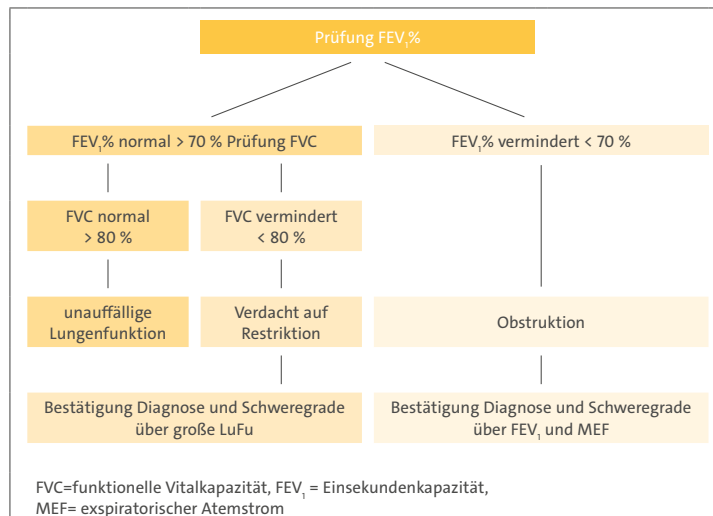 Prüfung FEV₁%
FEV₁% normal > 70 % Prüfung FVC
FEV₁% vermindert < 70 %
FVC normal
> 80 %
FVC vermindert
< 80 %
unauffällige
Lungenfunktion
Verdacht auf
Restriktion
Obstruktion
Bestätigung Diagnose und Schweregrade
über große LuFu
Bestätigung Diagnose und Schweregrade
über FEV₁ und MEF
FVC=funktionelle Vitalkapazität, FEV₁ = Einsekundenkapazität,
MEF= exspiratorischer Atemstrom